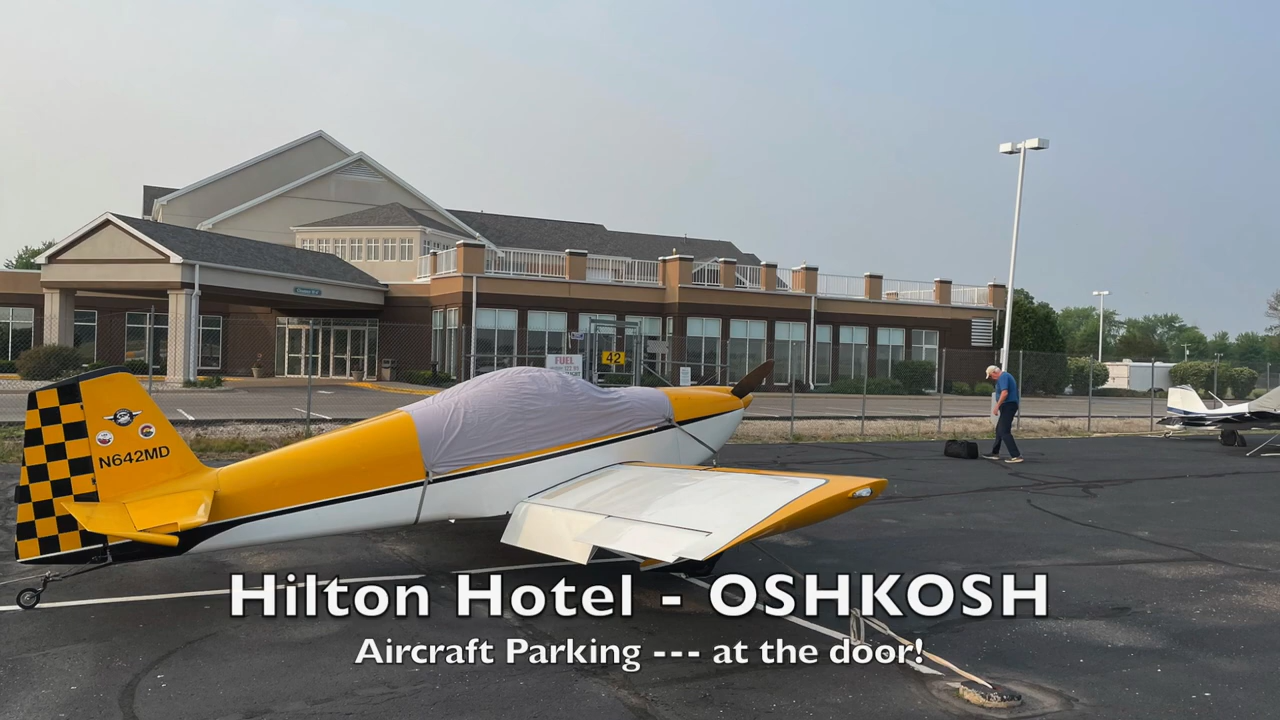 FUEL
42
N642MD
Hilton Hotel - OSHKOSH
Aircraft Parking --- at the door!